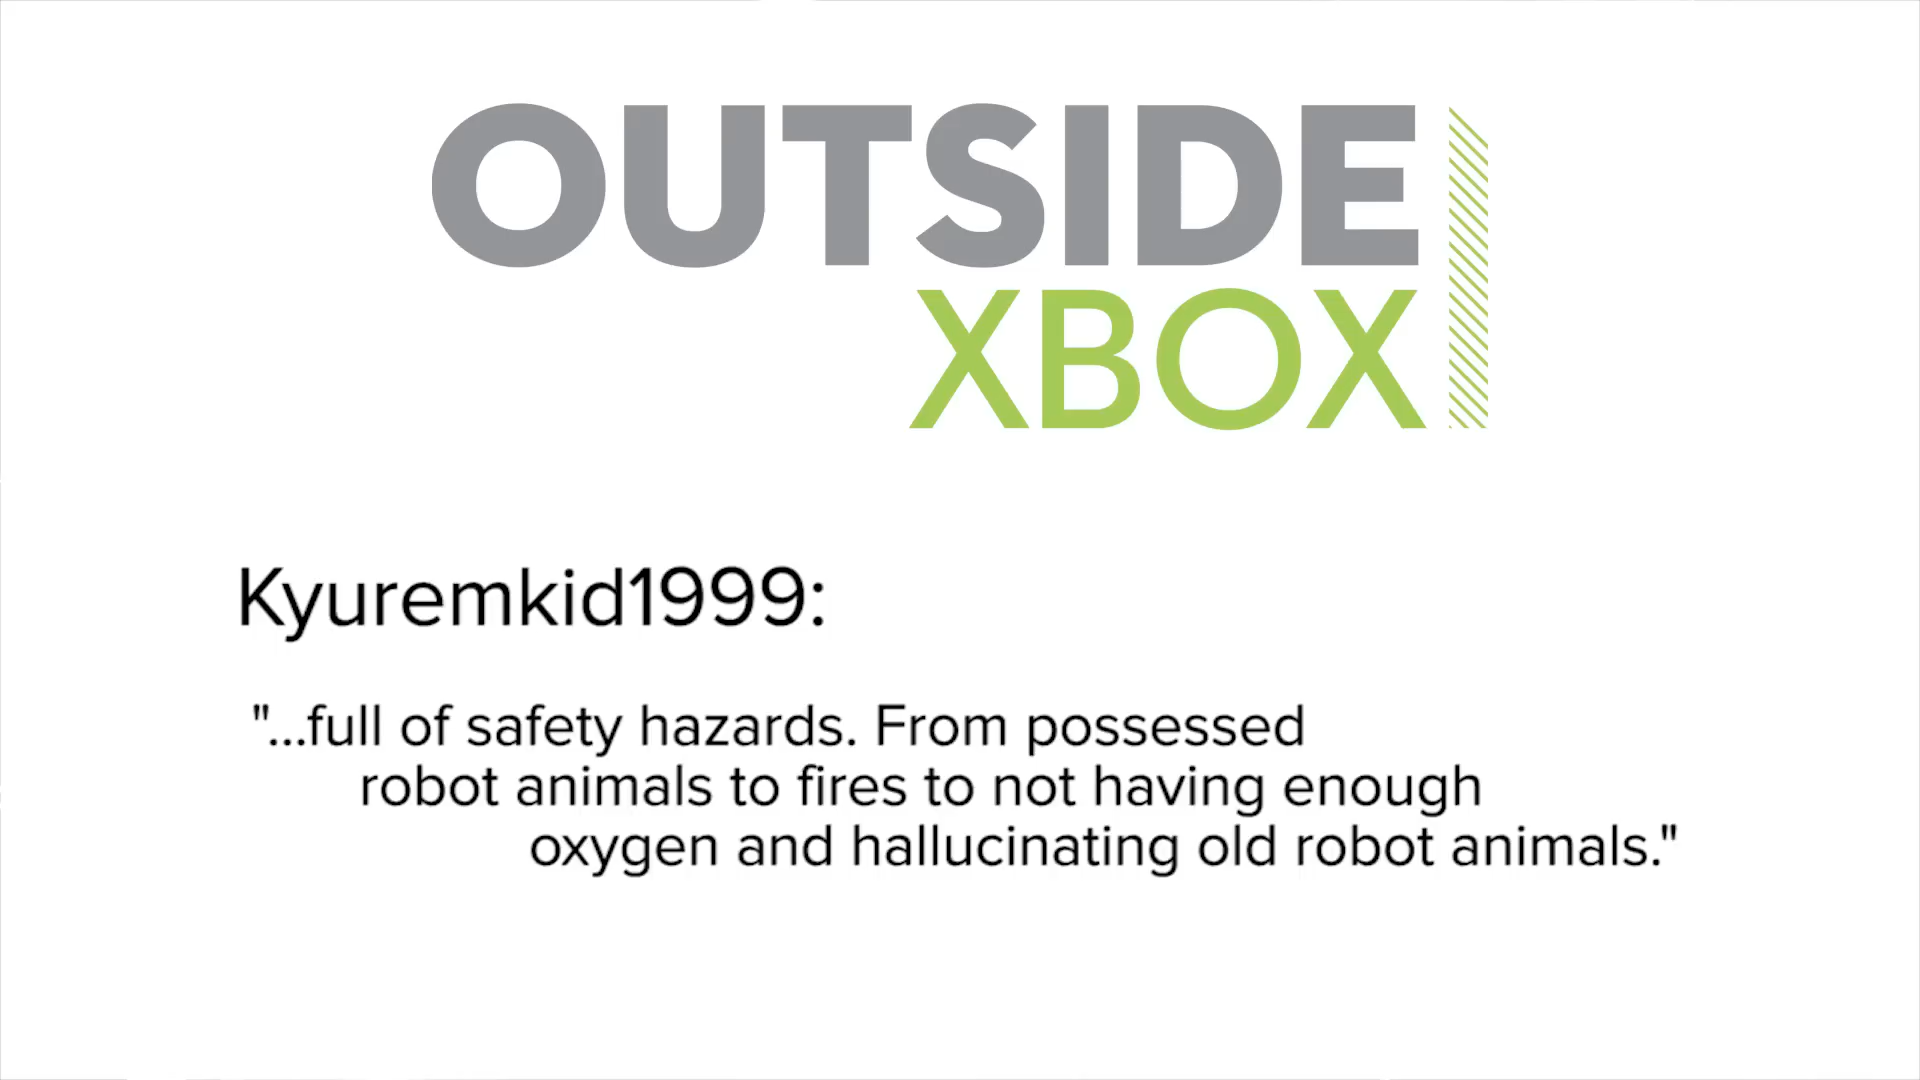 OUTSIDE
XBOX
Kyuremkid1999:
"...full of safety hazards. From possessed
robot animals to fires to not having enough
oxygen and hallucinating old robot animals."